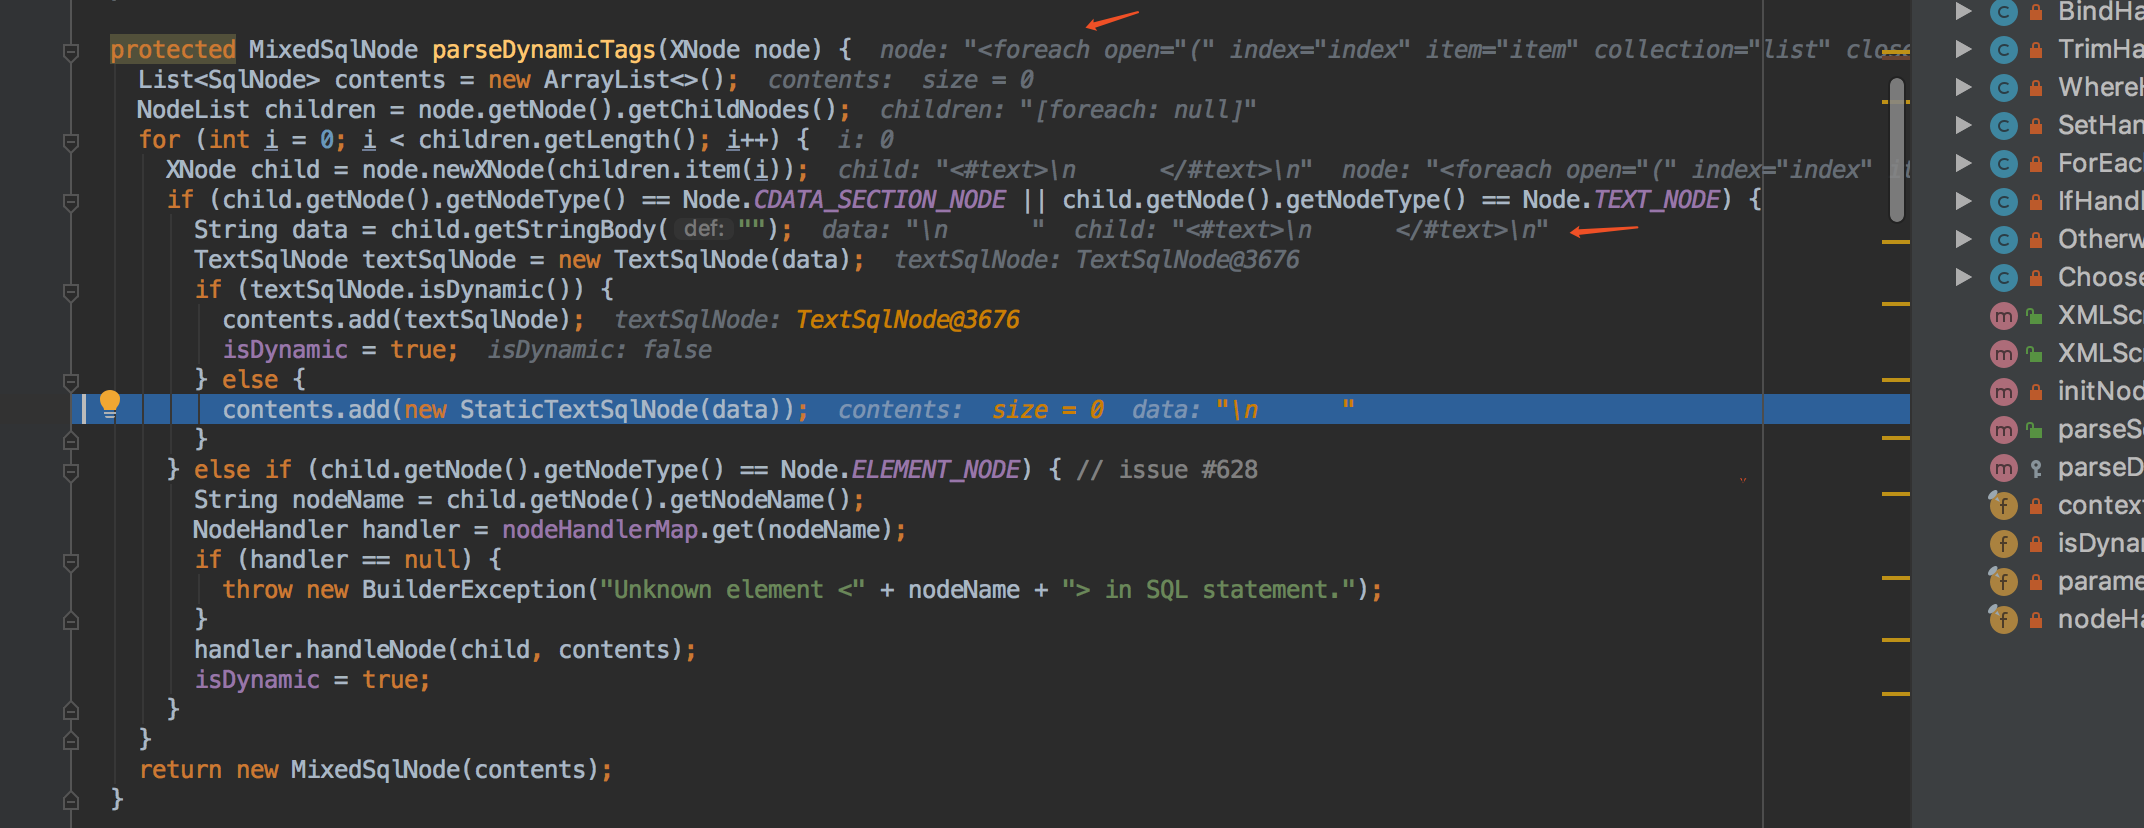 protected MixedSqlNode parseDynamicTags(XNode node) {  node: "<foreach open="(" index="index" item="item" collection="list" close
List<SqlNode> contents = new ArrayList<>();  contents:  size = 0
NodeList children = node.getNode().getChildNodes();  children: "[foreach: null]"
for (int i = 0; i < children.getLength(); i++) {  i: 0
XNode child = node.newXNode(children.item(i));  child: "<#text>\n      </#text>\n"  node: "<foreach open="(" index="index" it
if (child.getNode().getNodeType() == Node.CDATA_SECTION_NODE || child.getNode().getNodeType() == Node.TEXT_NODE) {
String data = child.getStringBody( def: "");  data: "\n      "  child: "<#text>\n      </#text>\n"
TextSqlNode textSqlNode = new TextSqlNode(data);  textSqlNode: TextSqlNode@3676
if (textSqlNode.isDynamic()) {
contents.add(textSqlNode);  textSqlNode: TextSqlNode@3676
isDynamic = true;  isDynamic: false
} else {
contents.add(new StaticTextSqlNode(data));  contents:  size = 0  data: "\n      "
}
} else if (child.getNode().getNodeType() == Node.ELEMENT_NODE) { // issue #628
String nodeName = child.getNode().getNodeName();
NodeHandler handler = nodeHandlerMap.get(nodeName);
if (handler == null) {
throw new BuilderException("Unknown element <" + nodeName + "> in SQL statement.");
}
handler.handleNode(child, contents);
isDynamic = true;
}
}
return new MixedSqlNode(contents);
}
BindHa
TrimHa
WhereH
SetHan
ForEac
IfHandl
Otherw
Choose
XMLScr
XMLScr
initNod
parseSc
parseD
context
isDynar
parame
nodeHa